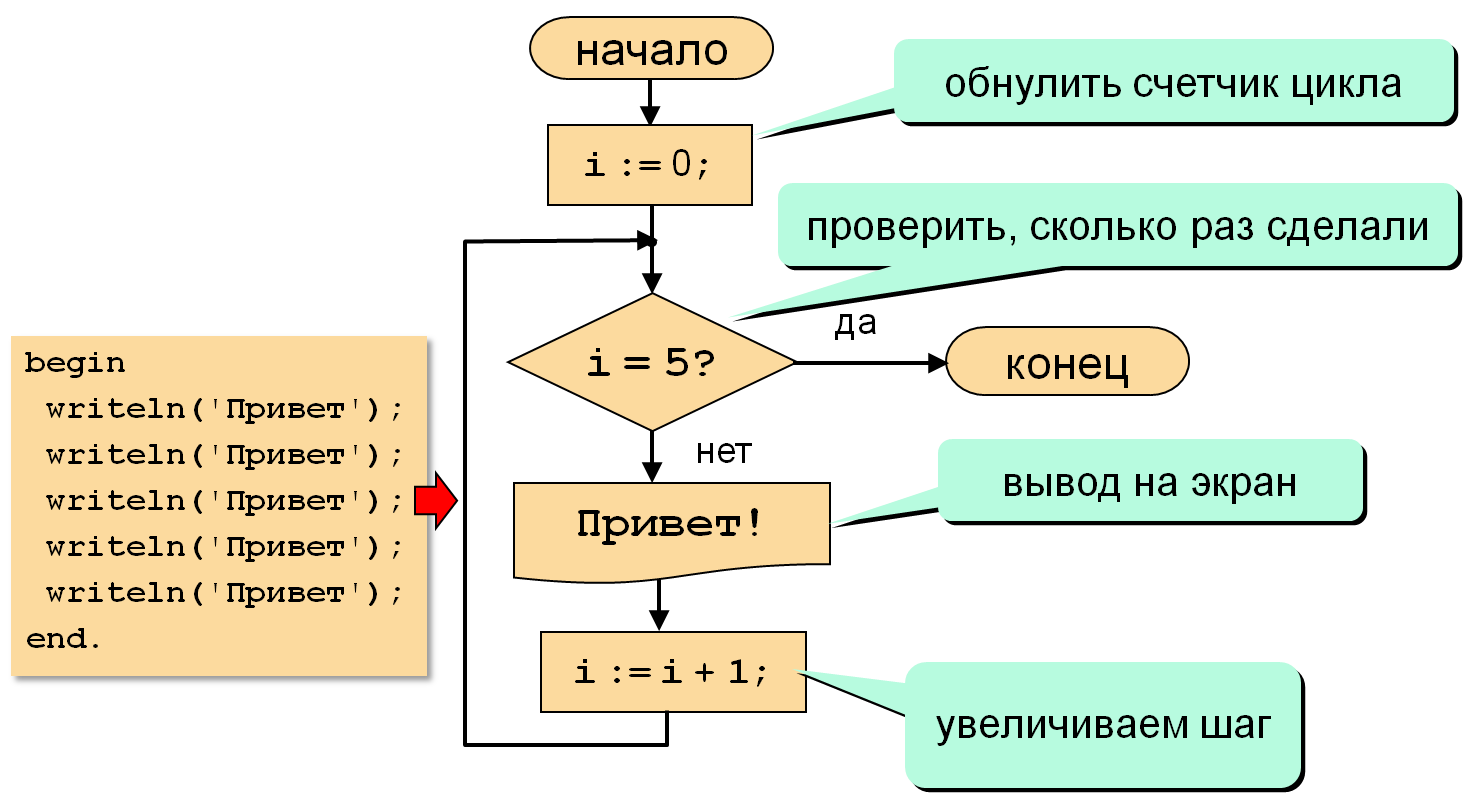 начало
обнулить счетчик цикла
i := 0;
проверить, сколько раз сделали
i = 5?
да
конец
нет
begin
writeln('Привет');
writeln('Привет');
writeln('Привет');
writeln('Привет');
writeln('Привет');
end.
Привет!
вывод на экран
i := i + 1;
увеличиваем шаг